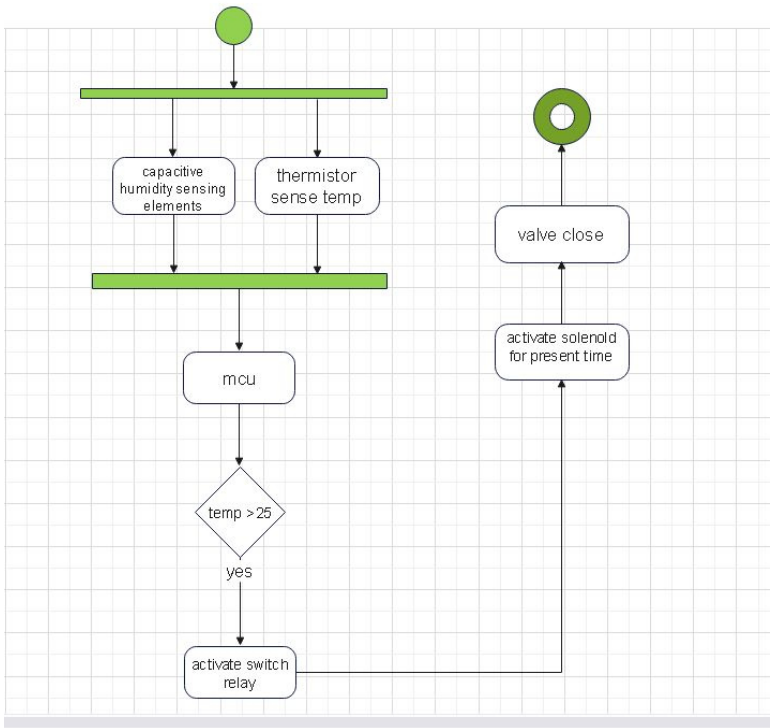 capacitive
humidity sensing
elements
thermistor
sense temp
mcu
temp >25
yes
activate switch
relay
activate solenold
for present time
valve close